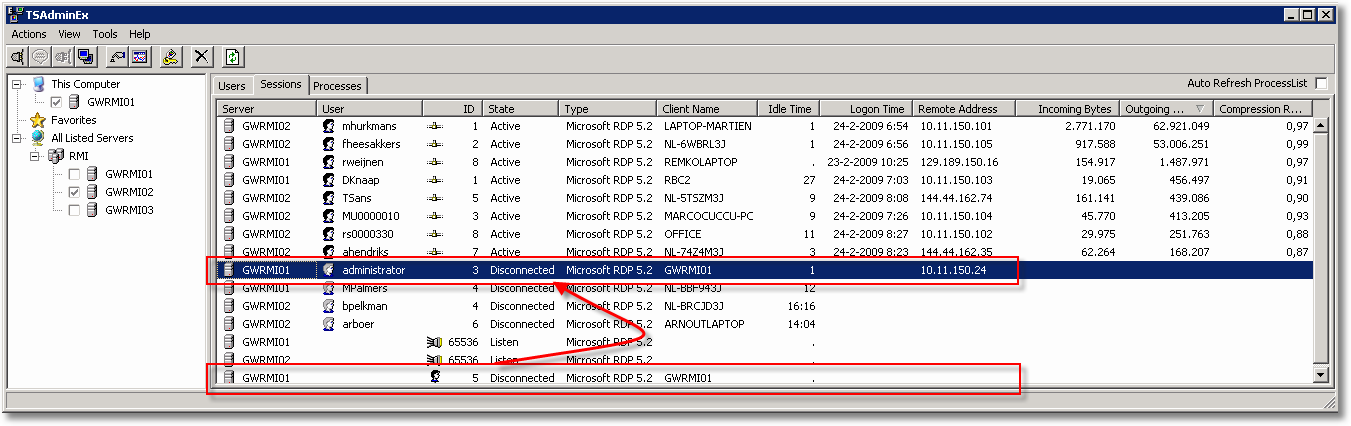 TSAdminEx
Actions View Tools Help
This Computer
GWRMI01
Favorites
All Listed Servers
RMI
GWRMI01
GWRMI02
GWRMI03
Users Sessions Processes
Auto Refresh ProcessList
Server User ID State Type Client Name Idle Time Logon Time Remote Address Incoming Bytes Outgoing ... Compression R...
GWRMI02 mhurkmans 1 Active Microsoft RDP 5.2 LAPTOP-MARTIEN 1 24-2-2009 6:54 10.11.150.101 2.771.170 62.921.049 0,97
GWRMI02 fheesakkers 2 Active Microsoft RDP 5.2 NL-6WBRL3J 1 24-2-2009 6:56 10.11.150.105 917.588 53.006.251 0,99
GWRMI01 rweijnen 8 Active Microsoft RDP 5.2 REMKOLAPTOP . 23-2-2009 10:25 129.189.150.16 154.917 1.487.971 0,97
GWRMI01 DKnaap 1 Active Microsoft RDP 5.2 RBC2 27 24-2-2009 7:03 10.11.150.103 19.065 456.497 0,91
GWRMI02 TSans 5 Active Microsoft RDP 5.2 NL-5TSZM3J 9 24-2-2009 8:08 144.44.162.74 161.141 439.086 0,90
GWRMI02 MU0000010 3 Active Microsoft RDP 5.2 MARCOCUCCU-PC 9 24-2-2009 7:26 10.11.150.104 45.770 413.205 0,93
GWRMI02 rs0000330 8 Active Microsoft RDP 5.2 OFFICE 11 24-2-2009 8:27 10.11.150.102 29.975 251.763 0,88
GWRMI02 ahendriks 7 Active Microsoft RDP 5.2 NL-74Z4M3J 3 24-2-2009 8:23 144.44.162.35 62.264 168.207 0,87
GWRMI01 administrator 3 Disconnected Microsoft RDP 5.2 GWRMI01 1 10.11.150.24
GWRMI01 MPalmers 4 Disconnected Microsoft RDP 5.2 NL-BBF943J 12
GWRMI02 bpelkman 4 Disconnected Microsoft RDP 5.2 NL-BRCJD3J 16:16
GWRMI02 arboer 6 Disconnected Microsoft RDP 5.2 ARNOUTLAPTOP 14:04
GWRMI01 65536 Listen Microsoft RDP 5.2 .
GWRMI02 65536 Listen Microsoft RDP 5.2 .
GWRMI01 5 Disconnected Microsoft RDP 5.2 GWRMI01 .